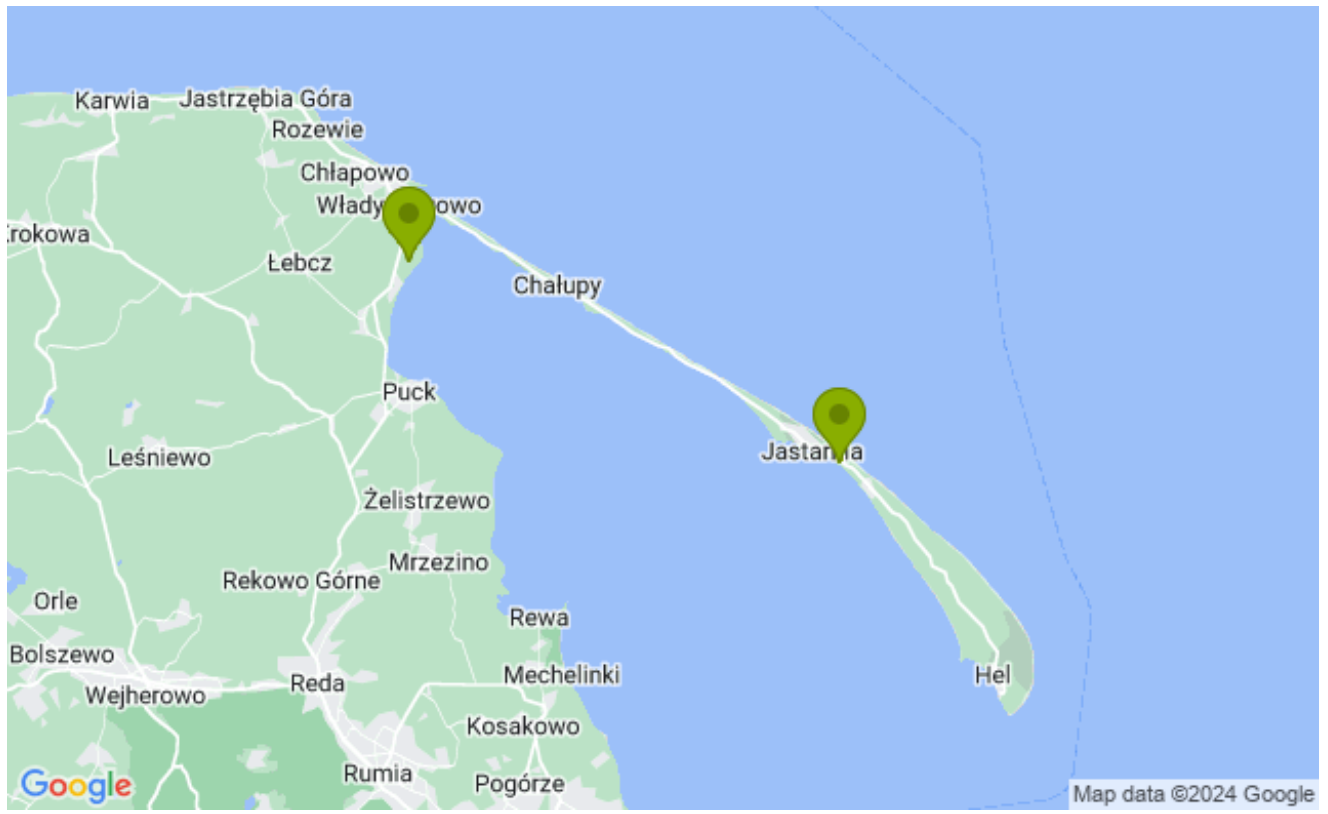 Karwia
Jastrzębia Góra
Rozewie
Chłapowo
Krokowa
Łebcz
Chałupy
Puck
Jastarnia
Leśniewo
Żelistrzewo
Mrzezino
Rekowo Górne
Orle
Rewa
Bolszewo
Mechelinki
Hel
Reda
Wejherowo
Kosakowo
Rumia
Pogórze
Google
Map data ©2024 Google